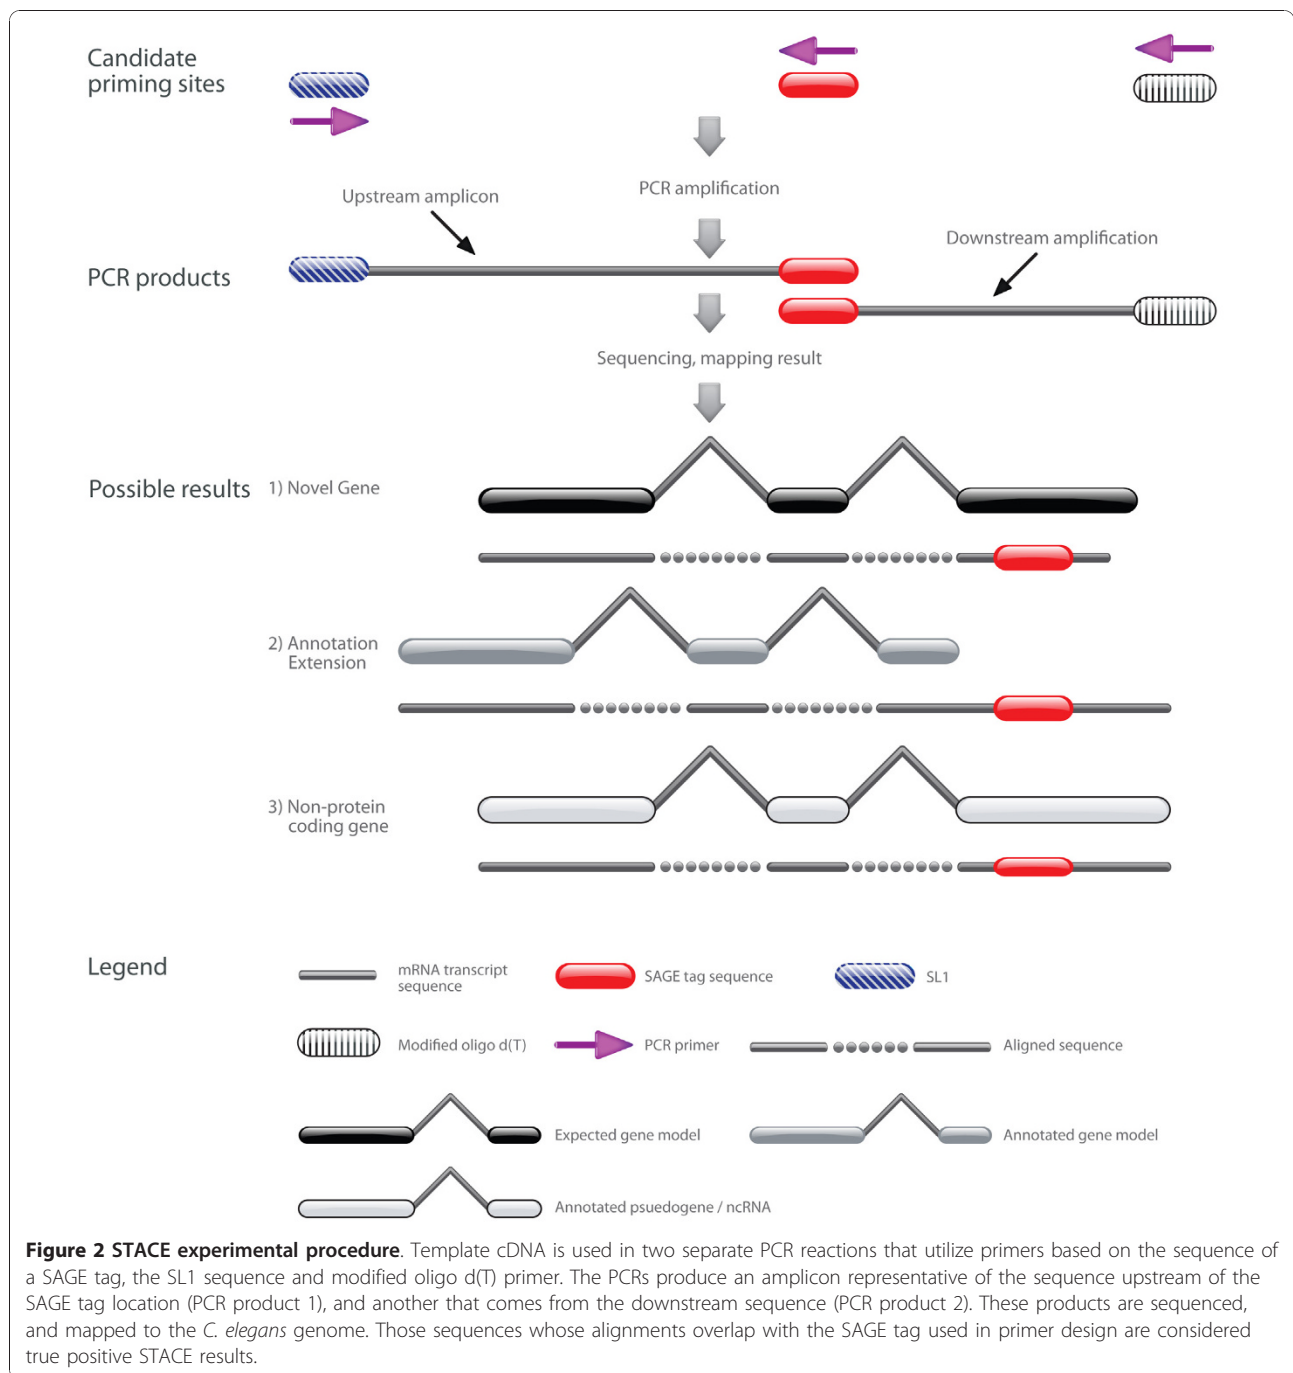 Candidate
priming sites
PCR amplification
Upstream amplicon
Downstream amplification
PCR products
Sequencing, mapping result
Possible results
1) Novel Gene
2) Annotation
Extension
3) Non-protein
coding gene
Legend
mRNA transcript
sequence
SAGE tag sequence
SL1
Modified oligo d(T)
PCR primer
Aligned sequence
Expected gene model
Annotated gene model
Annotated psuedogene / ncRNA
Figure 2 STACE experimental procedure. Template cDNA is used in two separate PCR reactions that utilize primers based on the sequence of
a SAGE tag, the SL1 sequence and modified oligo d(T) primer. The PCRs produce an amplicon representative of the sequence upstream of the
SAGE tag location (PCR product 1), and another that comes from the downstream sequence (PCR product 2). These products are sequenced,
and mapped to the C. elegans genome. Those sequences whose alignments overlap with the SAGE tag used in primer design are considered
true positive STACE results.